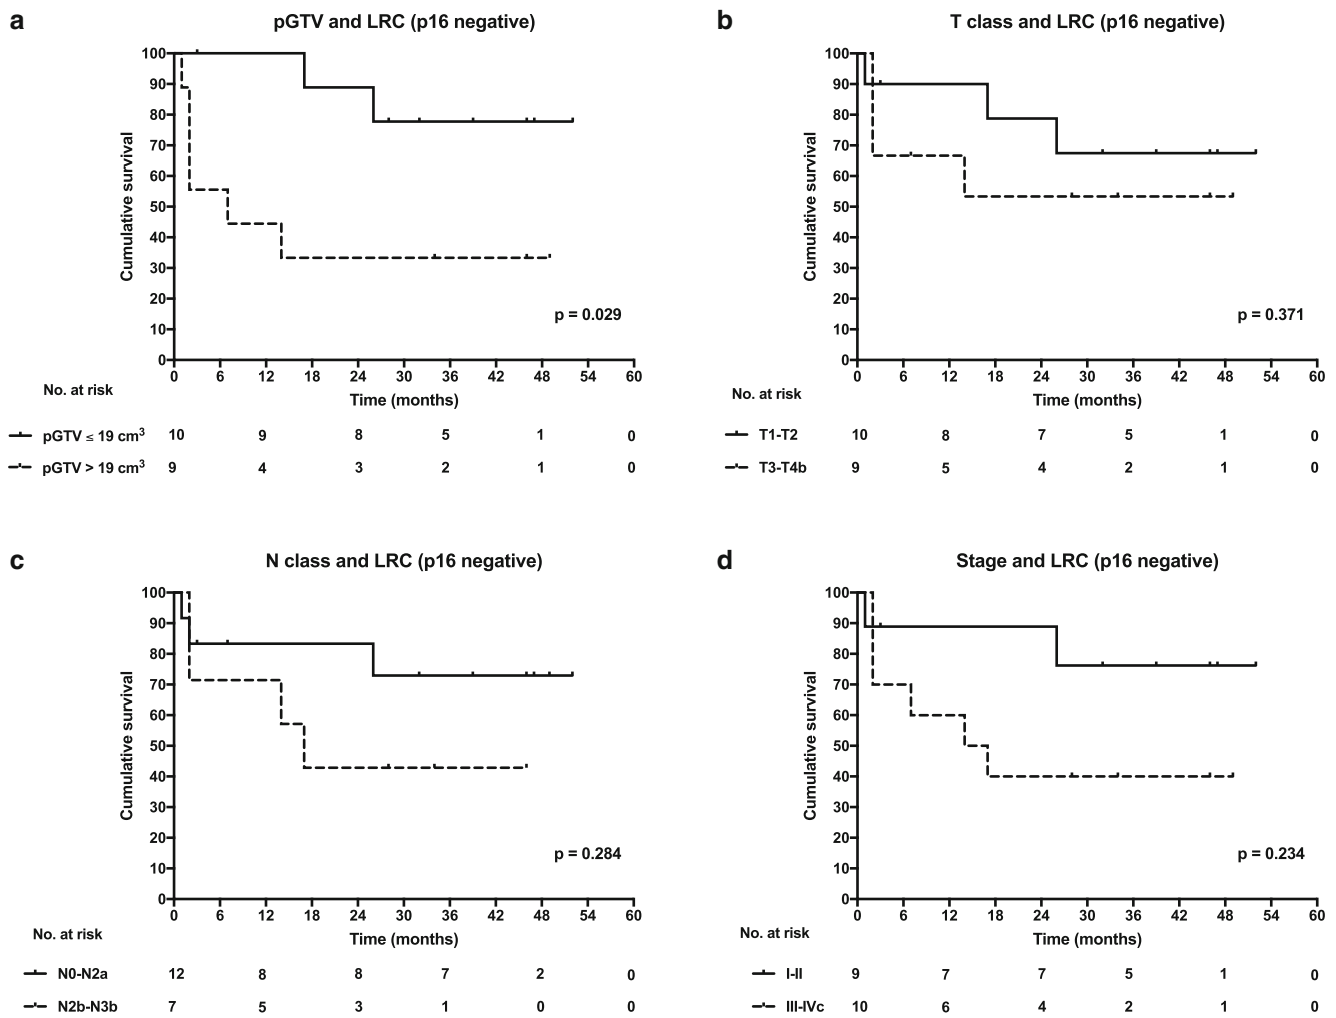 a
pGTV and LRC (p16 negative)
100
90
80
70
60
50
40
30
20
10
0
Cumulative survival
p = 0.029
0 6 12 18 24 30 36 42 48 54 60
Time (months)
No. at risk
pGTV ≤ 19 cm³ 10 9 8 5 1 0
pGTV > 19 cm³ 9 4 3 2 1 0
b
T class and LRC (p16 negative)
100
90
80
70
60
50
40
30
20
10
0
Cumulative survival
p = 0.371
0 6 12 18 24 30 36 42 48 54 60
Time (months)
No. at risk
T1-T2 10 8 7 5 1 0
T3-T4b 9 5 4 2 1 0
c
N class and LRC (p16 negative)
100
90
80
70
60
50
40
30
20
10
0
Cumulative survival
p = 0.284
0 6 12 18 24 30 36 42 48 54 60
Time (months)
No. at risk
N0-N2a 12 8 8 7 2 0
N2b-N3b 7 5 3 1 0 0
d
Stage and LRC (p16 negative)
100
90
80
70
60
50
40
30
20
10
0
Cumulative survival
p = 0.234
0 6 12 18 24 30 36 42 48 54 60
Time (months)
No. at risk
I-II 9 7 7 5 1 0
III-IVc 10 6 4 2 1 0